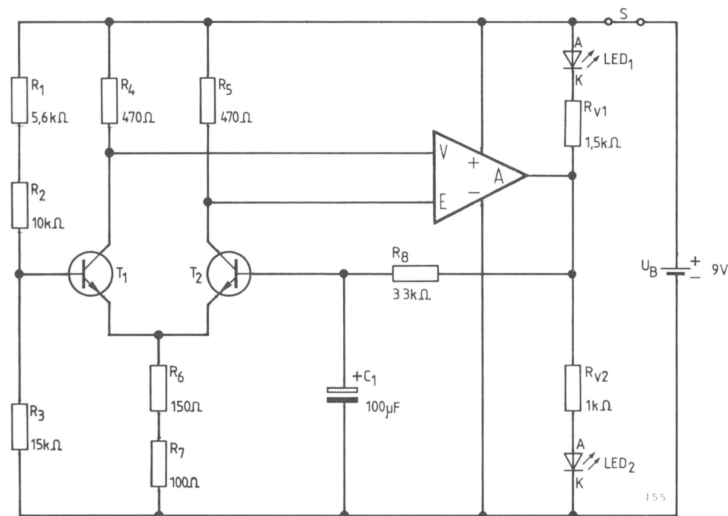 S
A
LED₁
K
R₁
5,6kΩ
R₄
470Ω
R₅
470Ω
Rv1
1,5kΩ
V
+
A
−
E
R₂
10kΩ
T₁
T₂
R₈
33kΩ
U_B
+
−
9V
R₃
15kΩ
R₆
150Ω
R₇
100Ω
+C₁
100µF
Rv2
1kΩ
A
LED₂
K
155